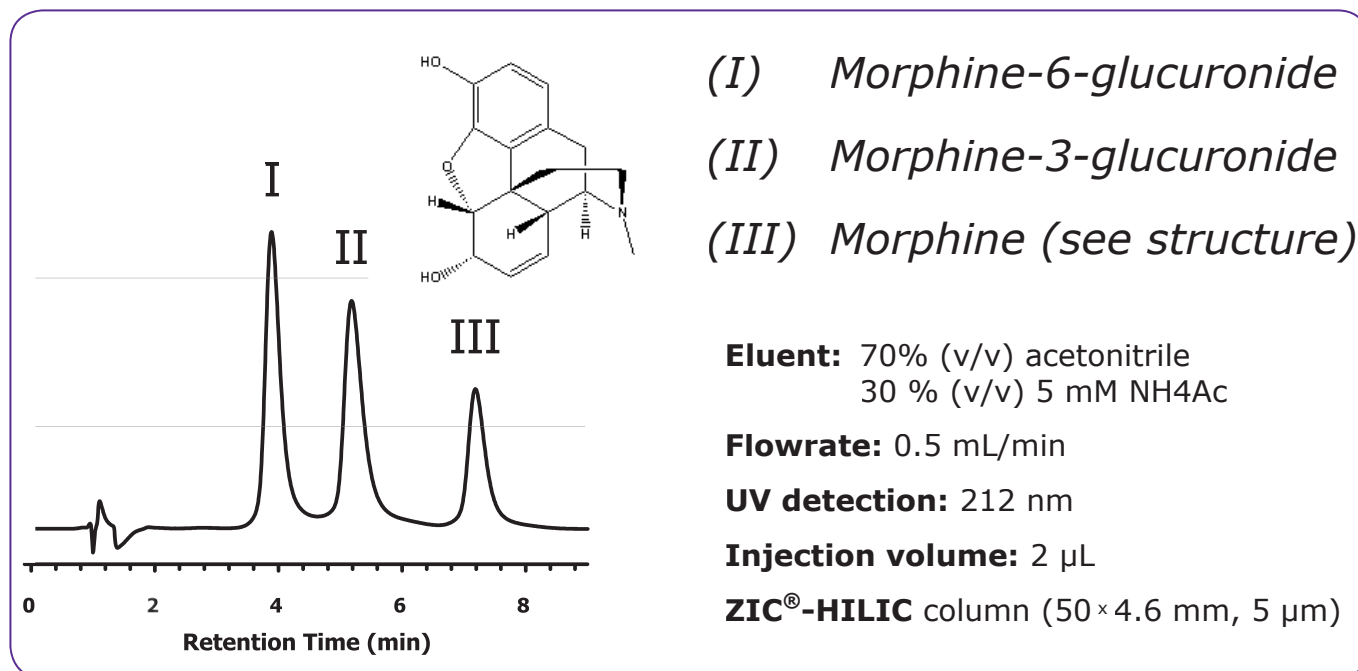 I
II
III
HO
O
H
H
H
N
HO
0 2 4 6 8
Retention Time (min)
(I) Morphine-6-glucuronide
(II) Morphine-3-glucuronide
(III) Morphine (see structure)
Eluent: 70% (v/v) acetonitrile
30 % (v/v) 5 mM NH4Ac
Flowrate: 0.5 mL/min
UV detection: 212 nm
Injection volume: 2 µL
ZIC®-HILIC column (50 × 4.6 mm, 5 µm)